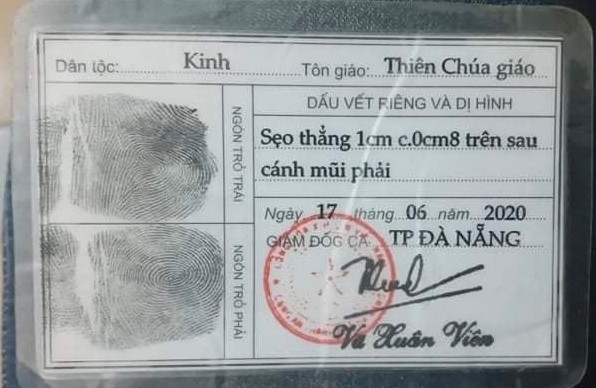 Dân tộc: Kinh Tôn giáo: Thiên Chúa giáo
NGÓN TRỎ TRÁI
NGÓN TRỎ PHẢI
DẤU VẾT RIÊNG VÀ DỊ HÌNH
Sẹo thẳng 1cm c.0cm8 trên sau
cánh mũi phải
Ngày 17 tháng 06 năm 2020
GIÁM ĐỐC CA TP ĐÀ NẴNG
Vũ Xuân Viên